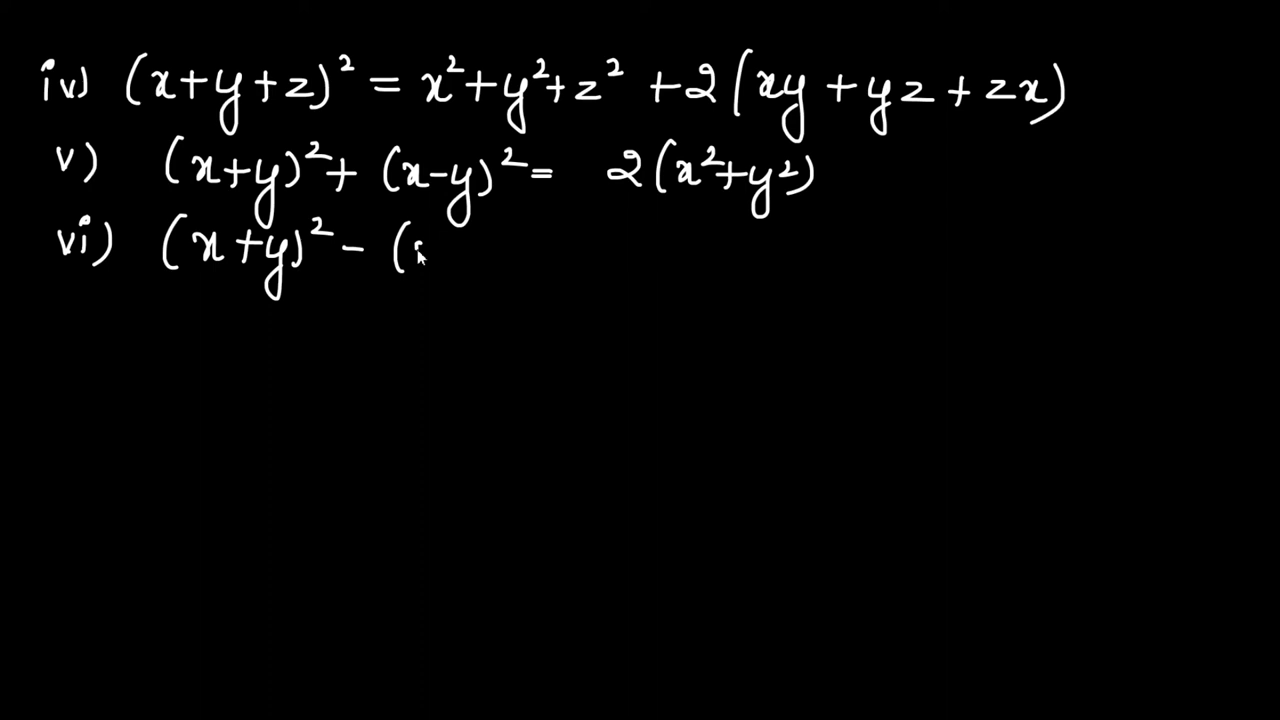 iv) (x+y+z)² = x²+y²+z² +2(xy+yz+zx)
v) (x+y)²+ (x-y)²= 2(x²+y²)
vi) (x+y)² - (